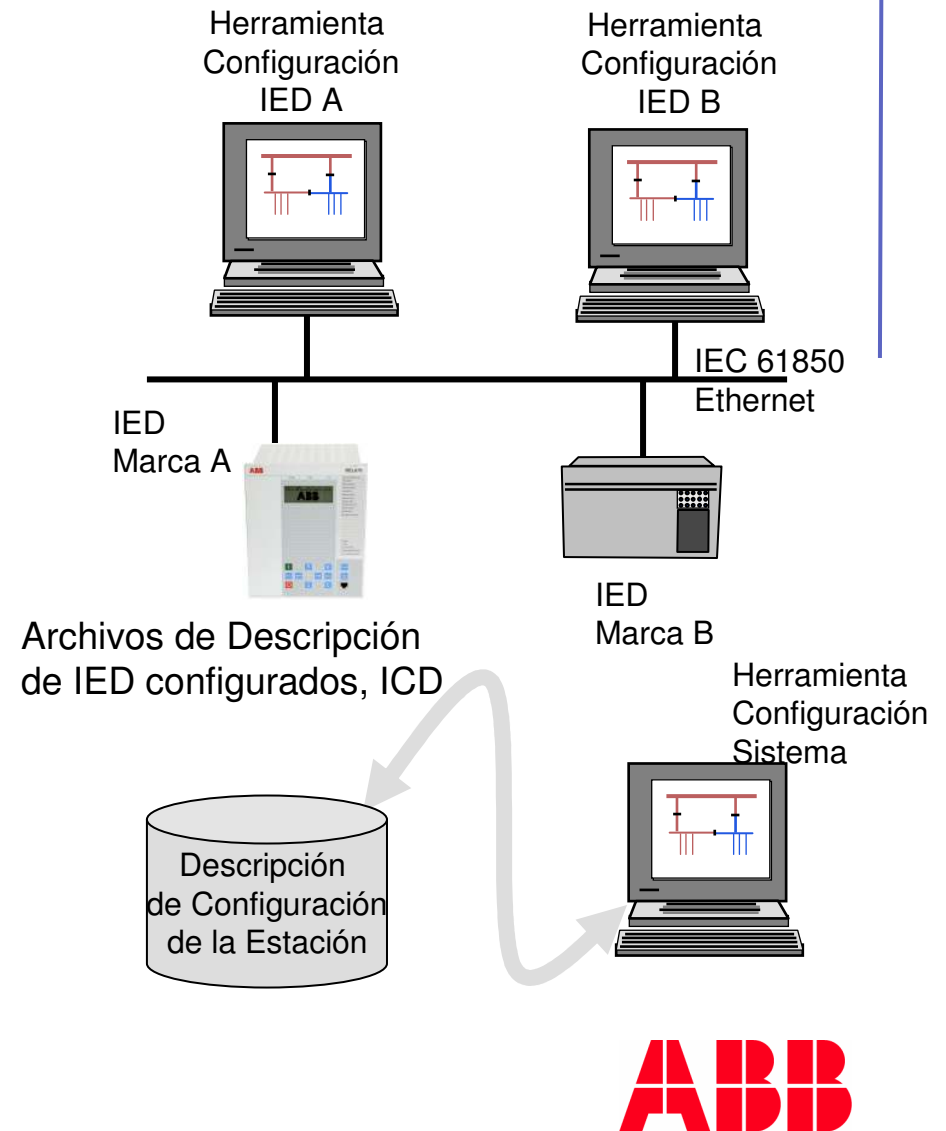 Herramienta
Configuración
IED A
Herramienta
Configuración
IED B
IEC 61850
Ethernet
IED
Marca A
ABB
ABB
IED
Marca B
Archivos de Descripción
de IED configurados, ICD
Herramienta
Configuración
Sistema
Descripción
de Configuración
de la Estación
ABB